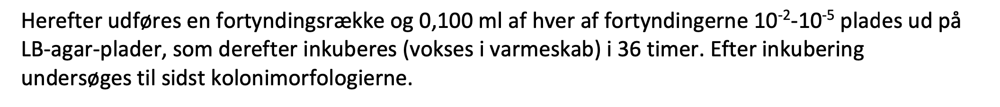 Herefter udføres en fortyndingsrække og 0,100 ml af hver af fortyndingerne 10⁻²-10⁻⁵ plades ud på
LB-agar-plader, som derefter inkuberes (vokses i varmeskab) i 36 timer. Efter inkubering
undersøges til sidst kolonimorfologierne.